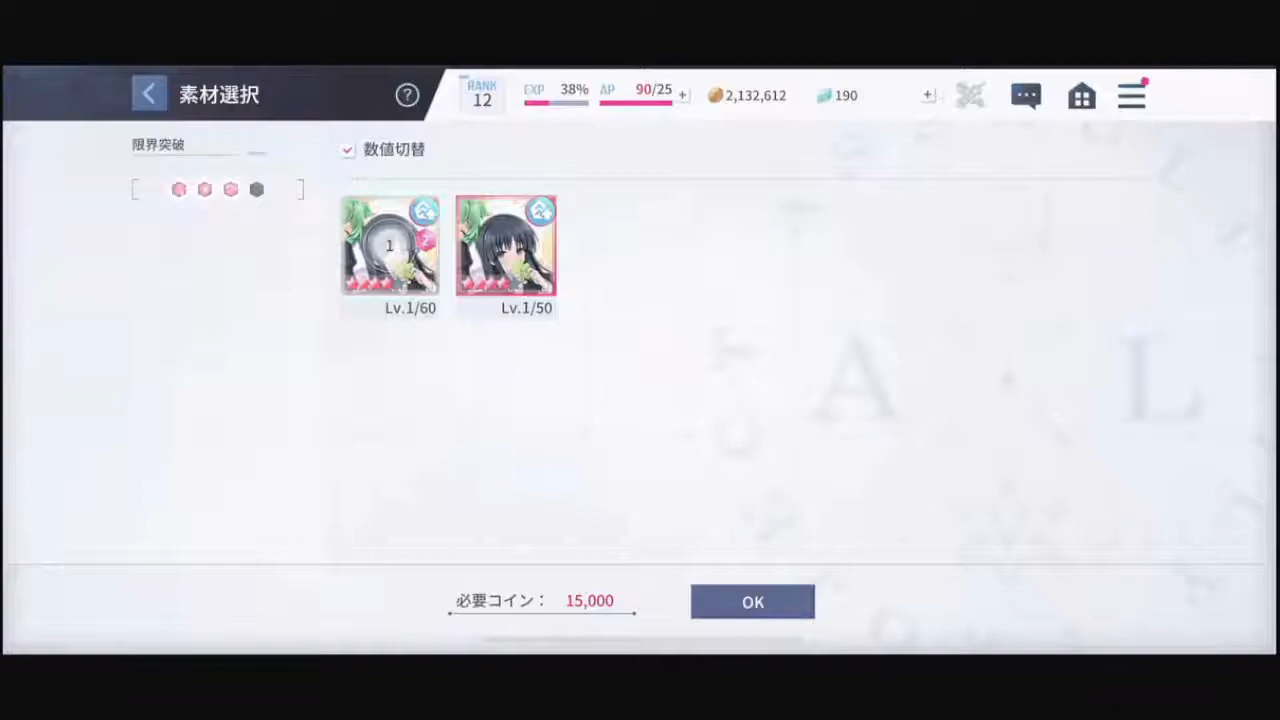 素材選択
?
RANK
12
EXP 38%
AP 90/25
2,132,612
190
限界突破
数値切替
1
Lv.1/60
Lv.1/50
A L
必要コイン： 15,000
OK